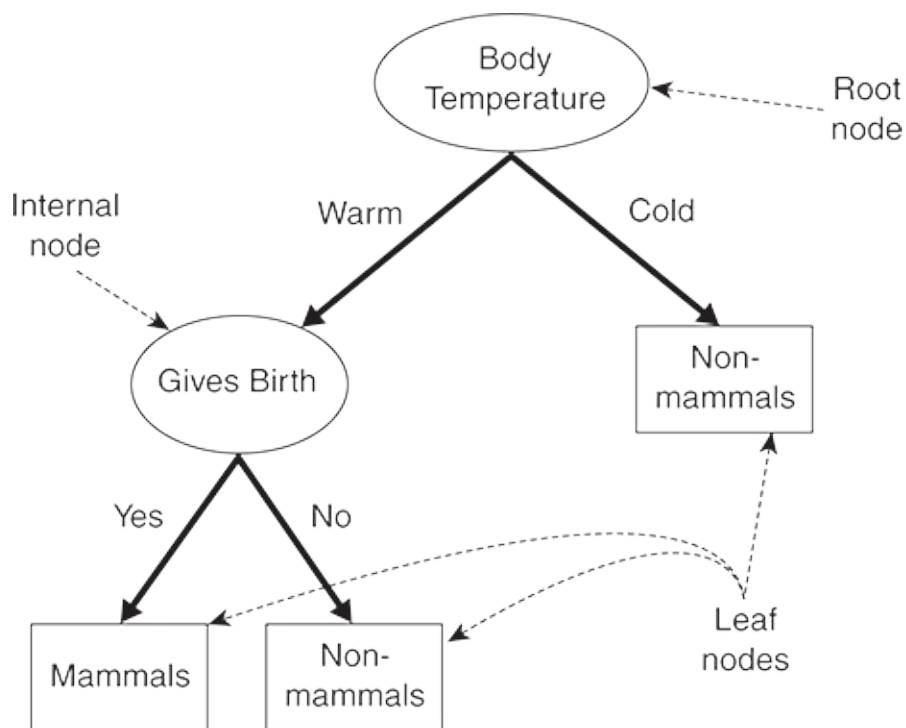 Body
Temperature
Root
node
Internal
node
Warm
Cold
Gives Birth
Non-
mammals
Yes
No
Mammals
Non-
mammals
Leaf
nodes